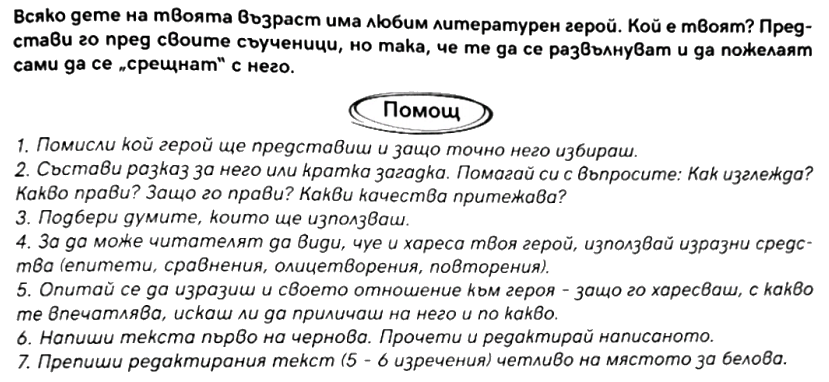 Всяко дете на твоята възраст има любим литературен герой. Кой е твоят? Пред-
стави го пред своите съученици, но така, че те да се развълнуват и да пожелаят
сами да се „срещнат" с него.
Помощ
1. Помисли кой герой ще представиш и защо точно него избираш.
2. Състави разказ за него или кратка загадка. Помагай си с въпросите: Как изглежда?
Какво прави? Защо го прави? Какви качества притежава?
3. Подбери думите, които ще използваш.
4. За да може читателят да види, чуе и хареса твоя герой, използвай изразни средс-
тва (епитети, сравнения, олицетворения, повторения).
5. Опитай се да изразиш и своето отношение към героя - защо го харесваш, с какво
те впечатлява, искаш ли да приличаш на него и по какво.
6. Напиши текста първо на чернова. Прочети и редактирай написаното.
7. Препиши редактирания текст (5 - 6 изречения) четливо на мястото за белова.